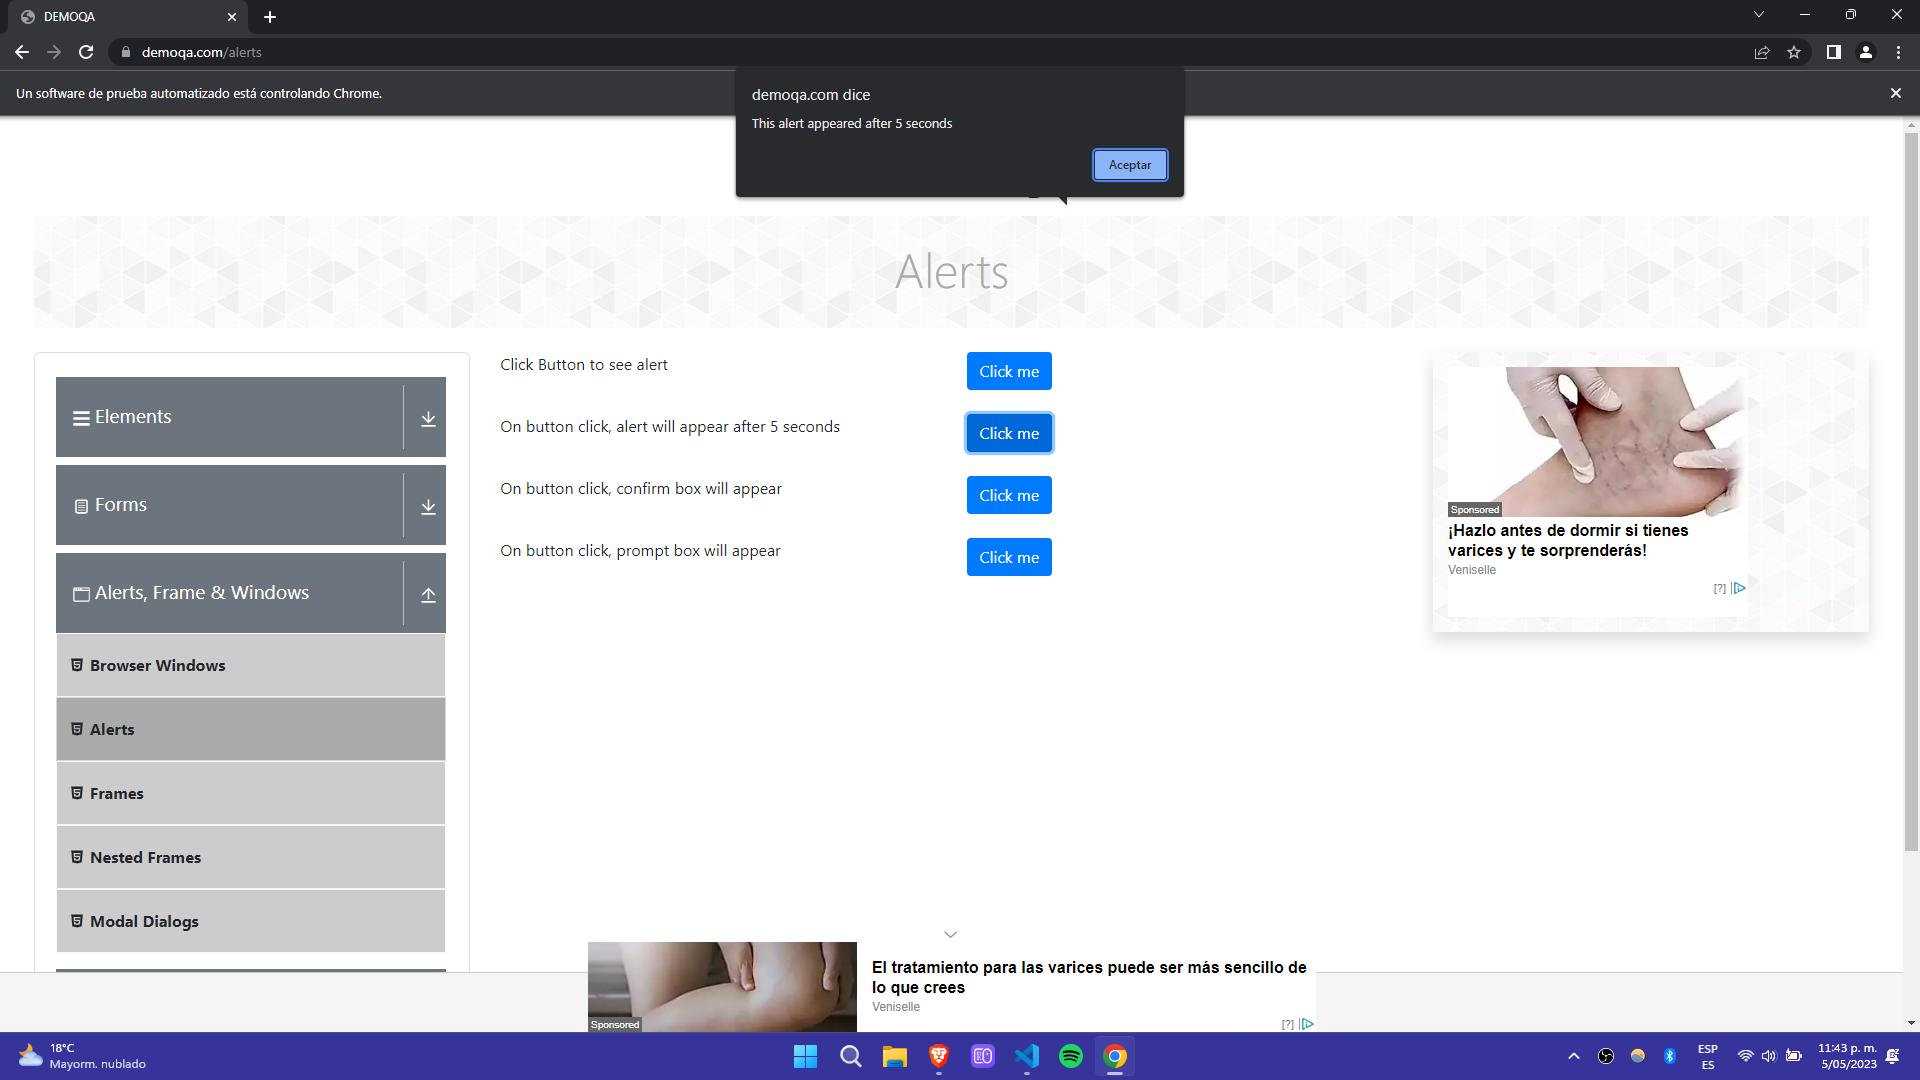 DEMOQA
demoqa.com/alerts
Un software de prueba automatizado está controlando Chrome.
demoqa.com dice
This alert appeared after 5 seconds
Aceptar
Alerts
Elements
Forms
Alerts, Frame & Windows
Browser Windows
Alerts
Frames
Nested Frames
Modal Dialogs
Click Button to see alert
Click me
On button click, alert will appear after 5 seconds
Click me
On button click, confirm box will appear
Click me
On button click, prompt box will appear
Click me
Sponsored
¡Hazlo antes de dormir si tienes
varices y te sorprenderás!
Veniselle
[?]
Sponsored
El tratamiento para las varices puede ser más sencillo de
lo que crees
Veniselle
[?]
18°C
Mayorm. nublado
ESP
ES
11:43 p. m.
5/05/2023